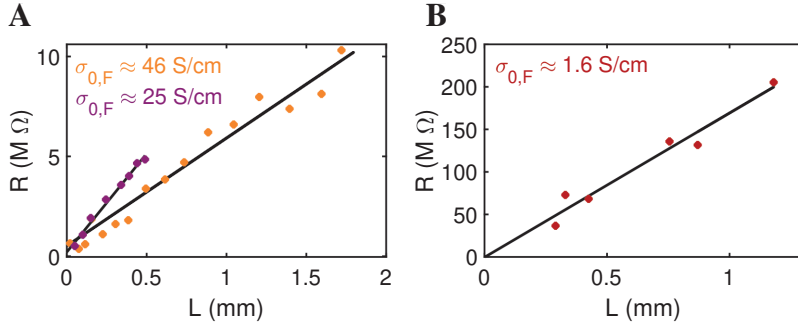 A
B
σ0,F ≈ 46 S/cm
σ0,F ≈ 25 S/cm
R (M Ω)
10
5
0
0
0.5
1
1.5
2
L (mm)
σ0,F ≈ 1.6 S/cm
R (M Ω)
250
200
150
100
50
0
0
0.5
1
L (mm)